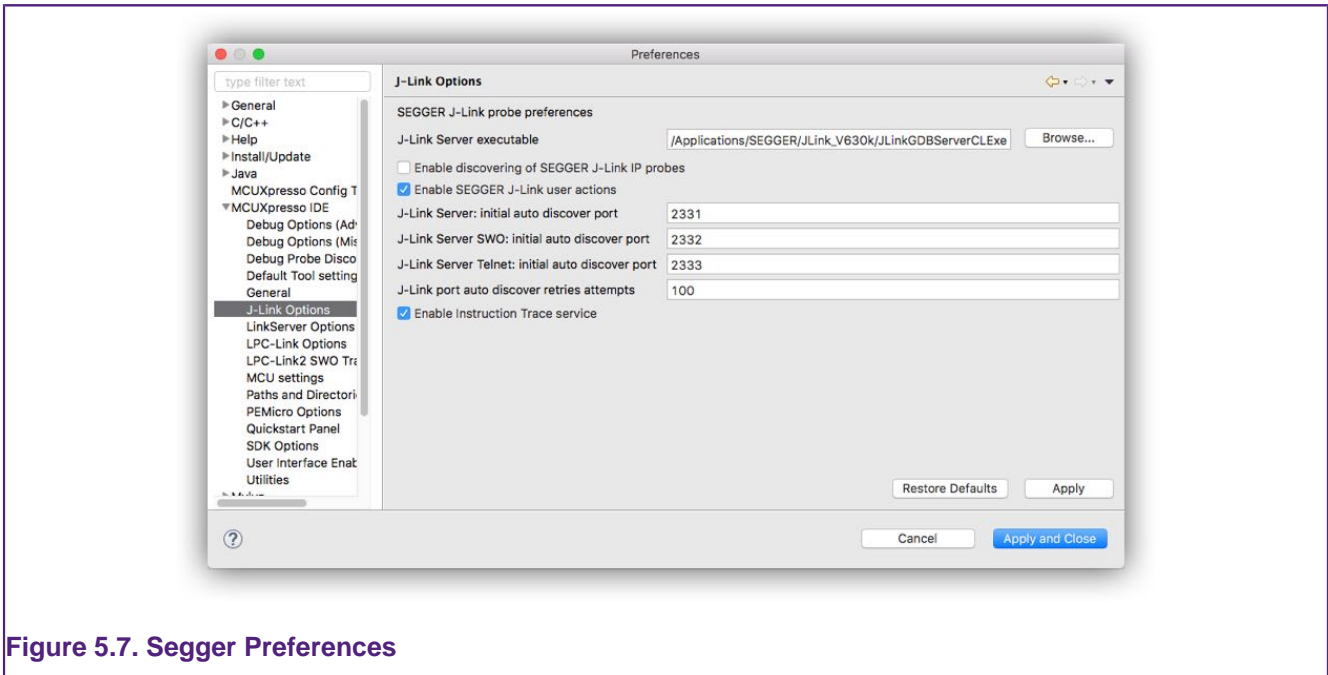 Preferences
type filter text
J-Link Options
General
C/C++
Help
Install/Update
Java
MCUXpresso Config T
MCUXpresso IDE
Debug Options (Ad
Debug Options (Mis
Debug Probe Disco
Default Tool setting
General
J-Link Options
LinkServer Options
LPC-Link Options
LPC-Link2 SWO Tra
MCU settings
Paths and Directori
PEMicro Options
Quickstart Panel
SDK Options
User Interface Enab
Utilities
SEGGER J-Link probe preferences
J-Link Server executable /Applications/SEGGER/JLink_V630k/JLinkGDBServerCLExe Browse...
Enable discovering of SEGGER J-Link IP probes
Enable SEGGER J-Link user actions
J-Link Server: initial auto discover port 2331
J-Link Server SWO: initial auto discover port 2332
J-Link Server Telnet: initial auto discover port 2333
J-Link port auto discover retries attempts 100
Enable Instruction Trace service
Restore Defaults Apply
? Cancel Apply and Close
Figure 5.7. Segger Preferences